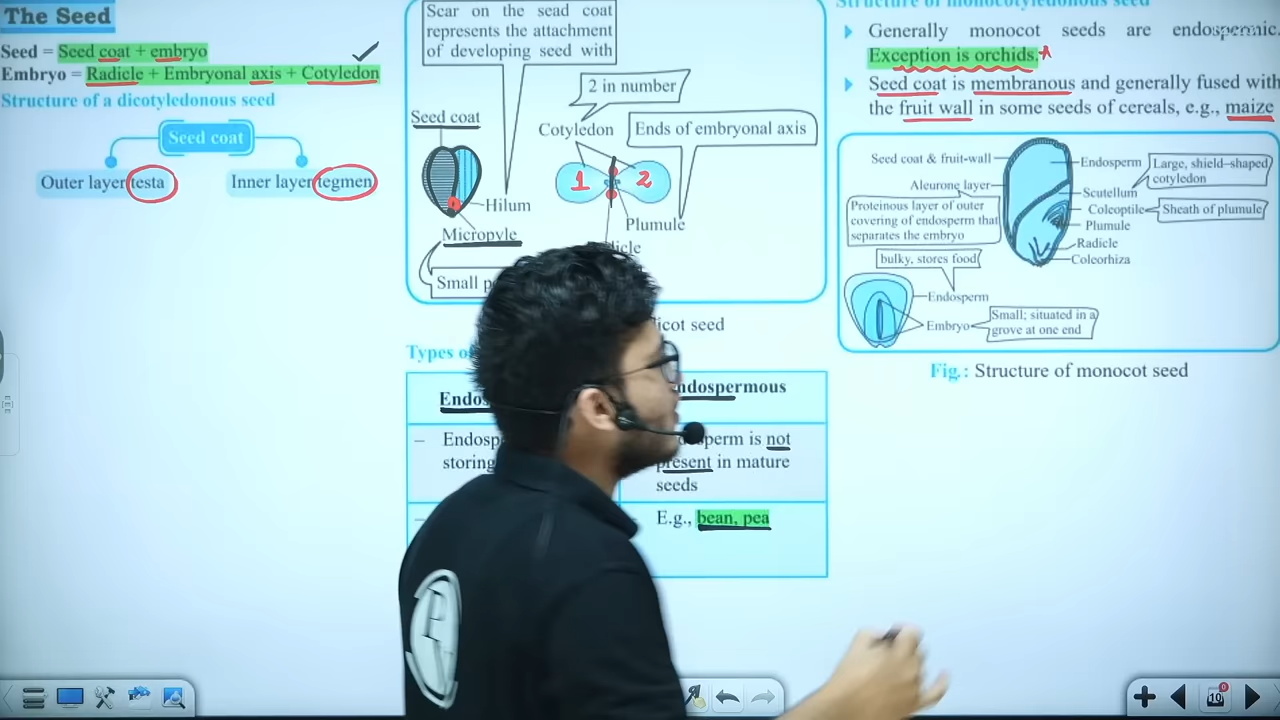 The Seed
Seed = Seed coat + embryo
Embryo = Radicle + Embryonal axis + Cotyledon
Structure of a dicotyledonous seed
Seed coat
Outer layer testa
Inner layer tegmen
Scar on the sead coat
represents the attachment
of developing seed with
2 in number
Seed coat
Cotyledon
Ends of embryonal axis
1
2
Hilum
Micropyle
Plumule
Small
seed
Types
Endosperm is not
present in mature
seeds
E.g., bean, pea
Structure of monocotyledonous seed
Generally monocot seeds are endospermic.
Exception is orchids.
Seed coat is membranous and generally fused with
the fruit wall in some seeds of cereals, e.g., maize
Seed coat & fruit-wall
Endosperm
Large, shield-shaped
cotyledon
Aleurone layer
Scutellum
Proteinous layer of outer
covering of endosperm that
separates the embryo
Coleoptile
Sheath of plumule
Plumule
Radicle
Coleorhiza
bulky, stores food
Endosperm
Embryo
Small; situated in a
grove at one end
Fig.: Structure of monocot seed
10